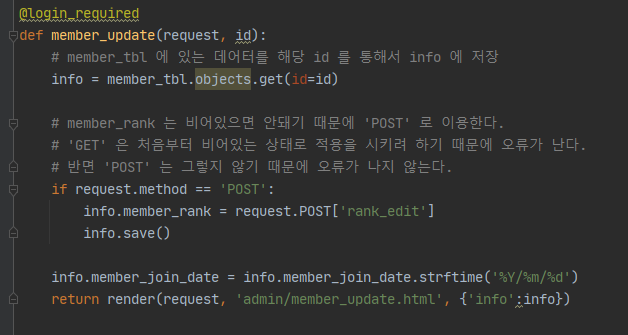 @login_required
def member_update(request, id):
# member_tbl 에 있는 데어터를 해당 id 를 통해서 info 에 저장
info = member_tbl.objects.get(id=id)
# member_rank 는 비어있으면 안돼기 때문에 'POST' 로 이용한다.
# 'GET' 은 처음부터 비어있는 상태로 적용을 시키려 하기 때문에 오류가 난다.
# 반면 'POST' 는 그렇지 않기 때문에 오류가 나지 않는다.
if request.method == 'POST':
info.member_rank = request.POST['rank_edit']
info.save()
info.member_join_date = info.member_join_date.strftime('%Y/%m/%d')
return render(request, 'admin/member_update.html', {'info':info})